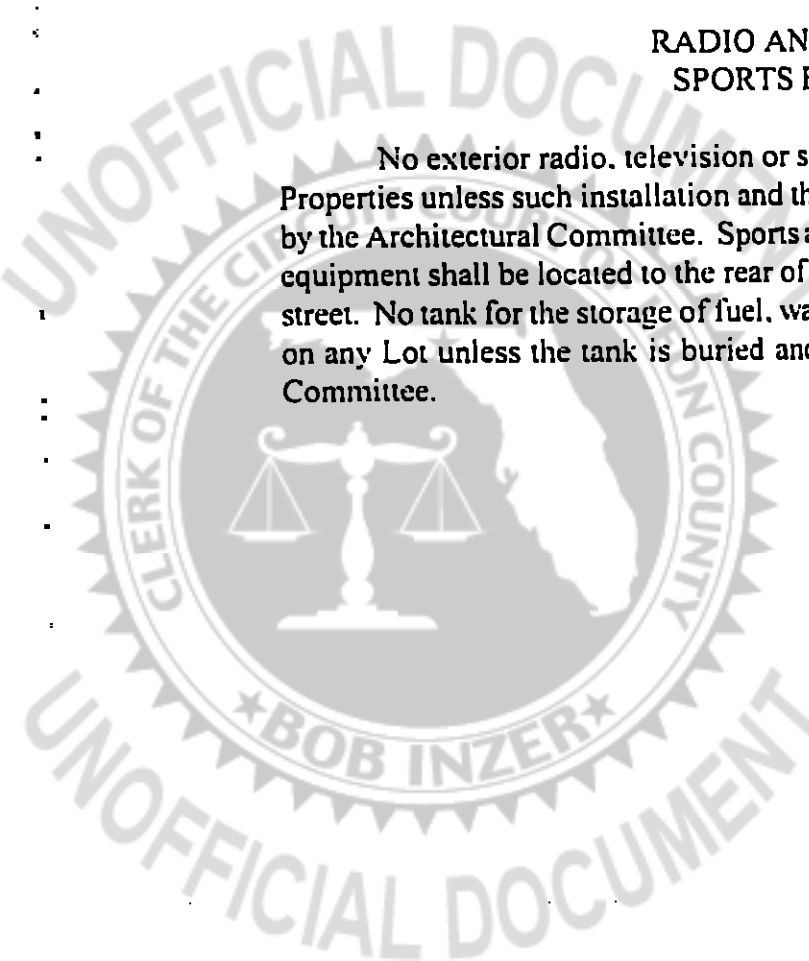 RADIO AN
SPORTS E
No exterior radio, television or s
Properties unless such installation and th
by the Architectural Committee. Sports a
equipment shall be located to the rear of
street. No tank for the storage of fuel, wa
on any Lot unless the tank is buried and
Committee.
UNOFFICIAL DOCUMENT
CLERK OF THE CIRCUIT COURT ON COUNTY
★BOB INZER★
UNOFFICIAL DOCUMENT